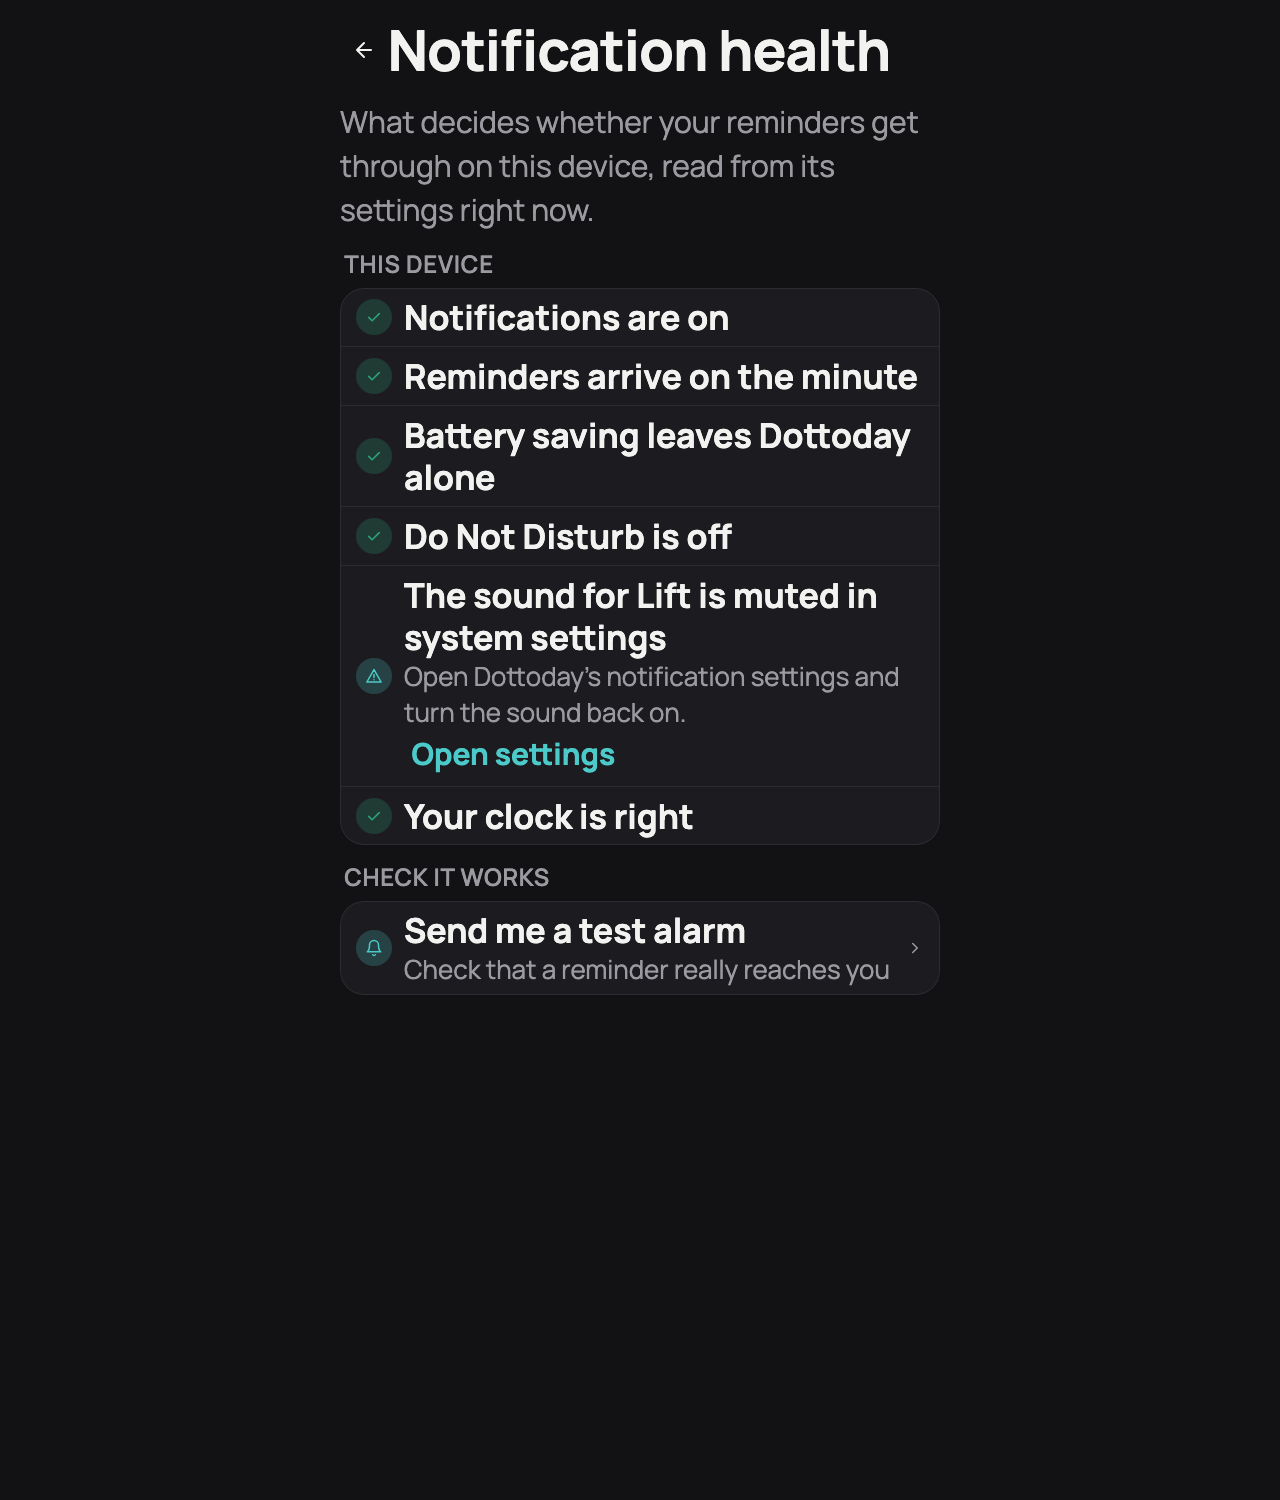 Notification health
What decides whether your reminders get
through on this device, read from its
settings right now.
THIS DEVICE
Notifications are on
Reminders arrive on the minute
Battery saving leaves Dottoday
alone
Do Not Disturb is off
The sound for Lift is muted in
system settings
Open Dottoday’s notification settings and
turn the sound back on.
Open settings
Your clock is right
CHECK IT WORKS
Send me a test alarm
Check that a reminder really reaches you